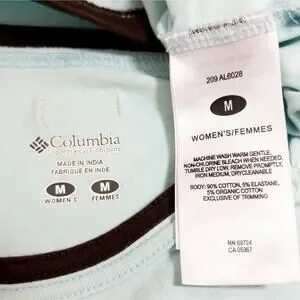 Columbia
Sportswear Company
MADE IN INDIA
FABRIQUÉ EN INDE
M M
WOMEN'S FEMMES
209 AL6028
M
WOMEN'S/FEMMES
MACHINE WASH WARM GENTLE,
NON-CHLORINE BLEACH WHEN NEEDED,
TUMBLE DRY LOW, REMOVE PROMPTLY,
IRON MEDIUM, DRYCLEANABLE
BODY: 90% COTTON, 5% ELASTANE,
5% ORGANIC COTTON
EXCLUSIVE OF TRIMMING
RN 69724
CA 05367